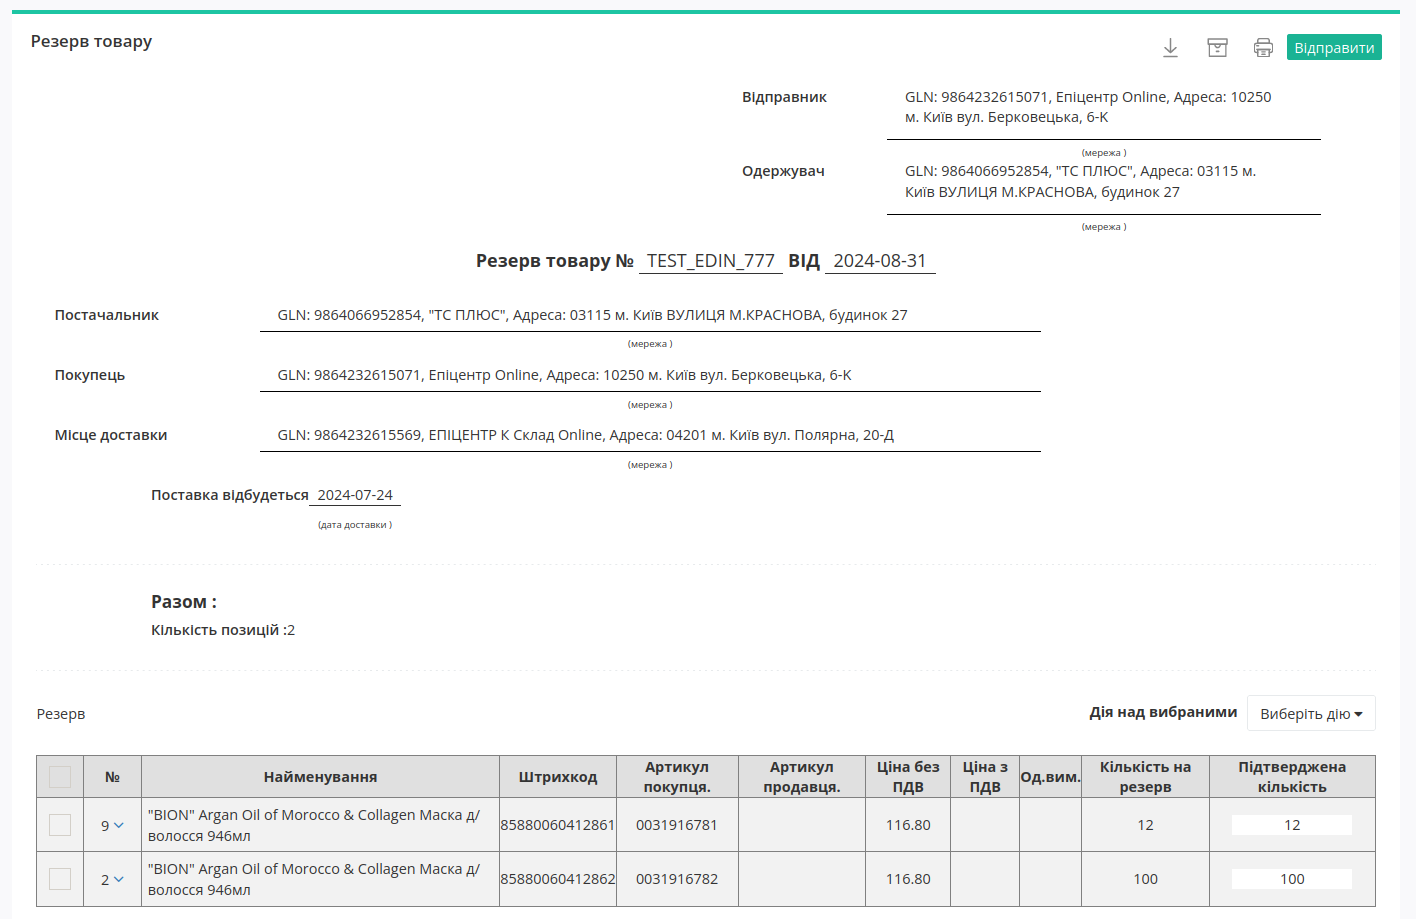 Резерв товару
Відправити
Відправник
GLN: 9864232615071, Епіцентр Online, Адреса: 10250
м. Київ вул. Берковецька, 6-К
(мережа )
Одержувач
GLN: 9864066952854, "ТС ПЛЮС", Адреса: 03115 м.
Київ ВУЛИЦЯ М.КРАСНОВА, будинок 27
(мережа )
Резерв товару № TEST_EDIN_777 ВІД 2024-08-31
Постачальник GLN: 9864066952854, "ТС ПЛЮС", Адреса: 03115 м. Київ ВУЛИЦЯ М.КРАСНОВА, будинок 27
(мережа )
Покупець GLN: 9864232615071, Епіцентр Online, Адреса: 10250 м. Київ вул. Берковецька, 6-К
(мережа )
Місце доставки GLN: 9864232615569, ЕПІЦЕНТР К Склад Online, Адреса: 04201 м. Київ вул. Полярна, 20-Д
(мережа )
Поставка відбудеться 2024-07-24
(дата доставки )
Разом :
Кількість позицій :2
Резерв
Дія над вибраними Виберіть дію
№ Найменування Штрихкод Артикул покупця. Артикул продавця. Ціна без ПДВ Ціна з ПДВ Од.вим. Кількість на резерв Підтверджена кількість
9 "BION" Argan Oil of Morocco & Collagen Маска д/ 85880060412861 0031916781 116.80 12 12
волосся 946мл
2 "BION" Argan Oil of Morocco & Collagen Маска д/ 85880060412862 0031916782 116.80 100 100
волосся 946мл